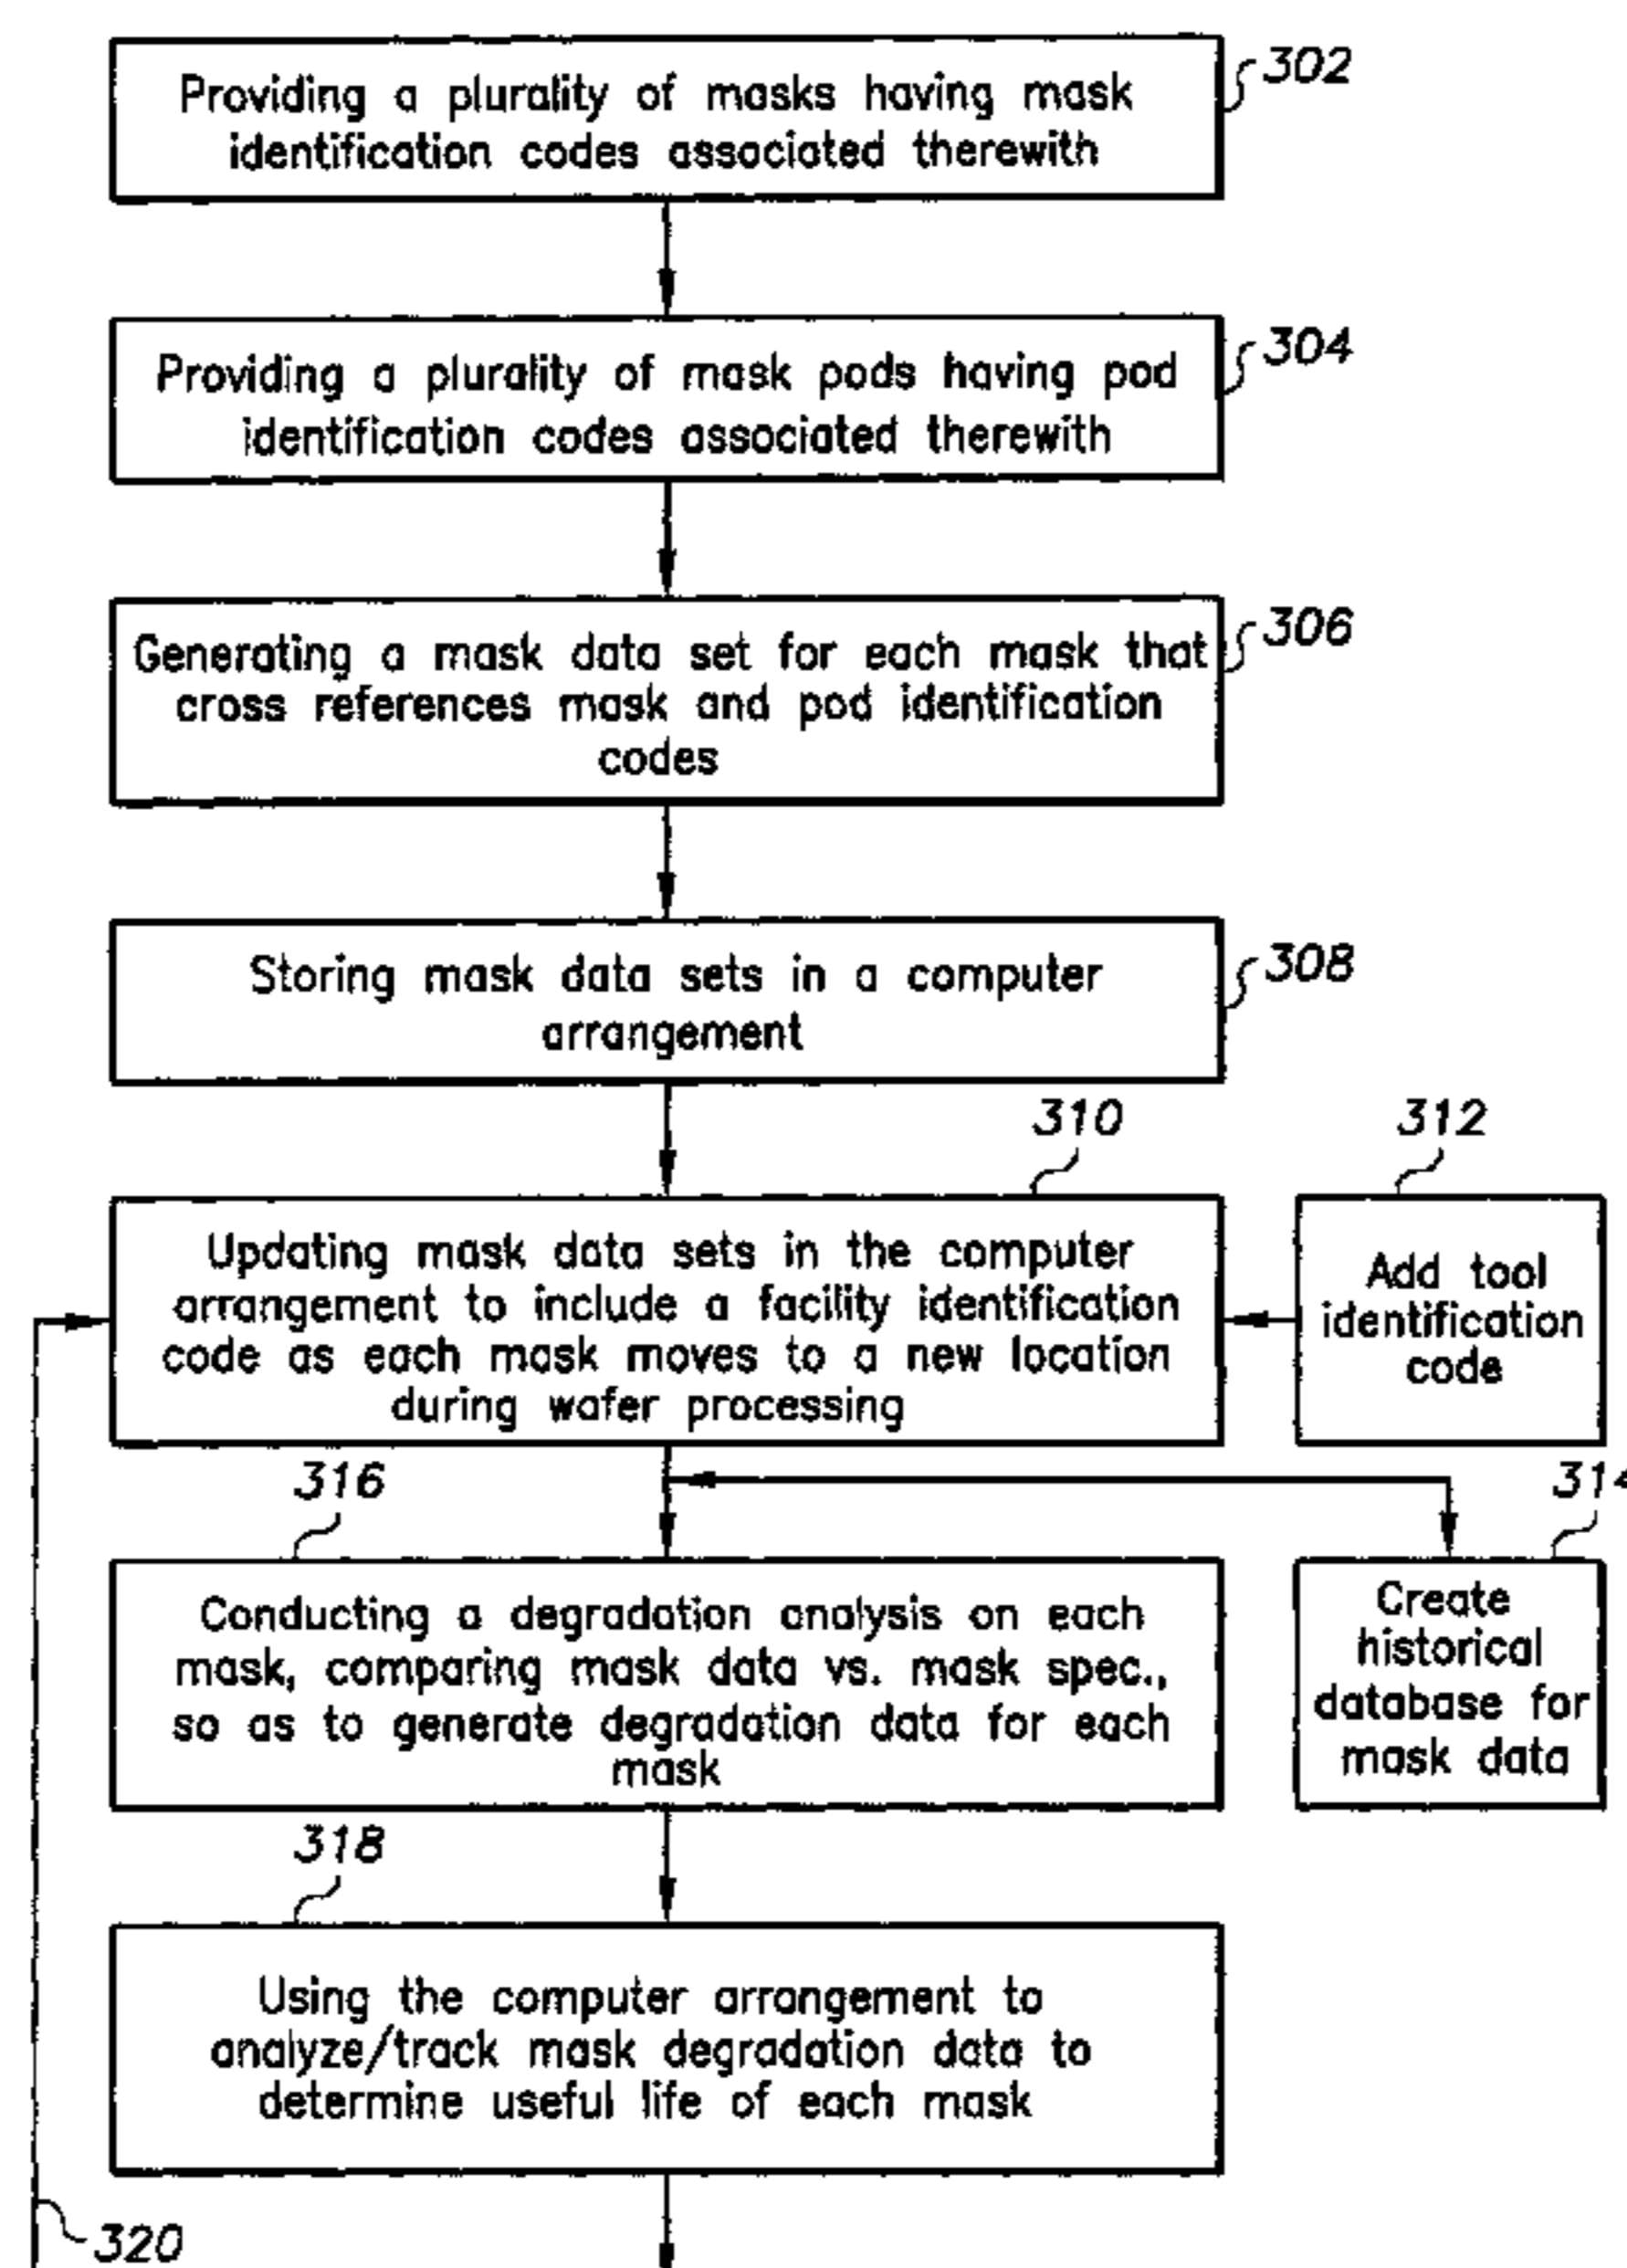 302
Providing a plurality of masks having mask
identification codes associated therewith
304
Providing a plurality of mask pods having pod
identification codes associated therewith
306
Generating a mask data set for each mask that
cross references mask and pod identification
codes
308
Storing mask data sets in a computer
arrangement
310
Updating mask data sets in the computer
arrangement to include a facility identification
code as each mask moves to a new location
during wafer processing
312
Add tool
identification
code
316
Conducting a degradation analysis on each
mask, comparing mask data vs. mask spec.,
so as to generate degradation data for each
mask
314
Create
historical
database for
mask data
318
Using the computer arrangement to
analyze/track mask degradation data to
determine useful life of each mask
320